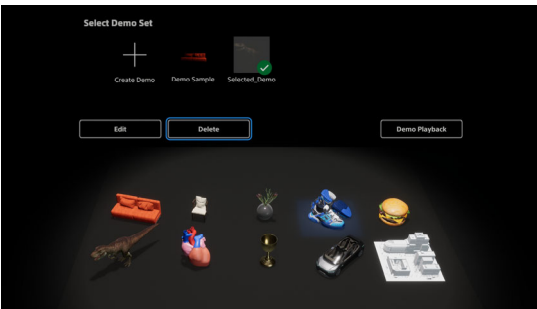 Select Demo Set
Create Demo
Demo Sample
Selected_Demo
Edit
Delete
Demo Playback